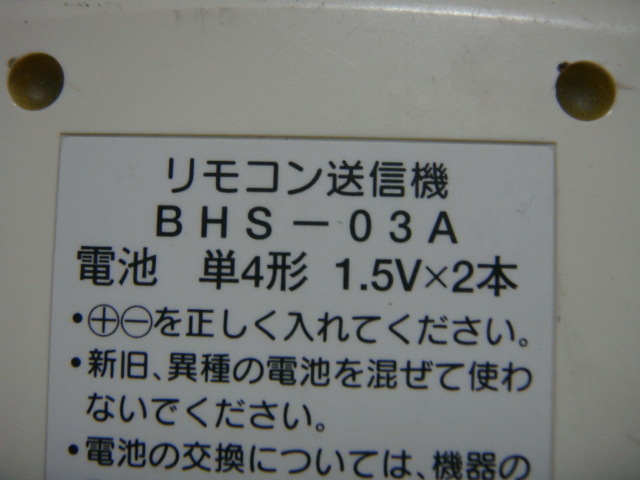 リモコン送信機
BHS－03A
電池　単4形　1.5V×2本
・⊕⊖を正しく入れてください。
・新旧、異種の電池を混ぜて使わ
ないでください。
・電池の交換については、機器の